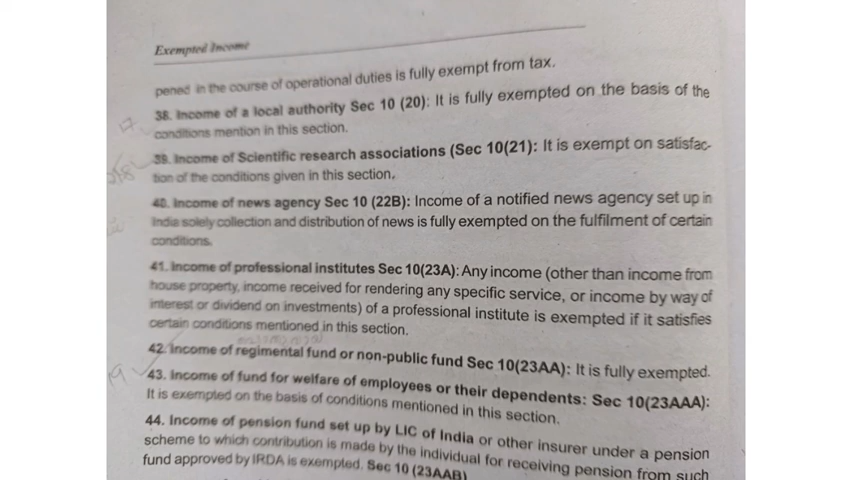 Exempted Income
pened in the course of operational duties is fully exempt from tax.
38. Income of a local authority Sec 10 (20): It is fully exempted on the basis of the
conditions mention in this section.
39. Income of Scientific research associations (Sec 10(21): It is exempt on satisfac-
tion of the conditions given in this section.
40. Income of news agency Sec 10 (22B): Income of a notified news agency set up in
India solely collection and distribution of news is fully exempted on the fulfilment of certain
conditions.
41. Income of professional institutes Sec 10(23A): Any income (other than income from
house property, income received for rendering any specific service, or income by way of
interest or dividend on investments) of a professional institute is exempted if it satisfies
certain conditions mentioned in this section.
42. Income of regimental fund or non-public fund Sec 10(23AA): It is fully exempted.
43. Income of fund for welfare of employees or their dependents: Sec 10(23AAA):
It is exempted on the basis of conditions mentioned in this section.
44. Income of pension fund set up by LIC of India or other insurer under a pension
scheme to which contribution is made by the individual for receiving pension from such
fund approved by IRDA is exempted. Sec 10 (23AAB)